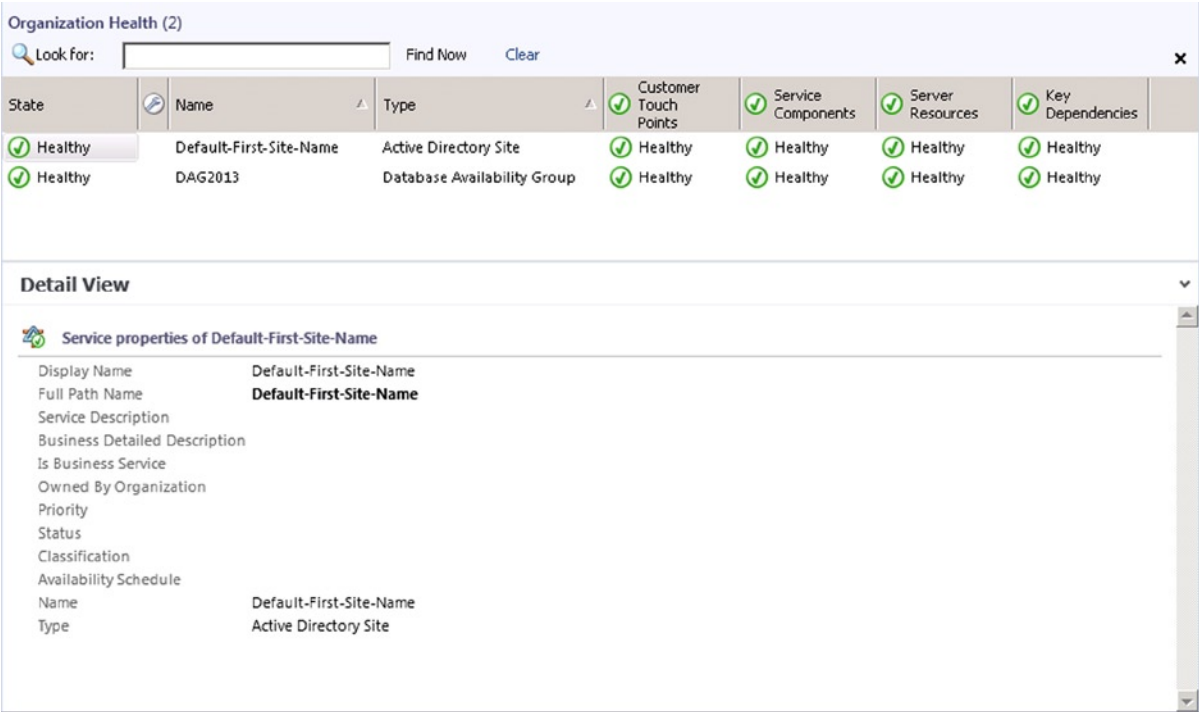 Organization Health (2)
Look for: Find Now Clear
State Name Type Customer Touch Points Service Components Server Resources Key Dependencies
Healthy Default-First-Site-Name Active Directory Site Healthy Healthy Healthy Healthy
Healthy DAG2013 Database Availability Group Healthy Healthy Healthy Healthy
Detail View
Service properties of Default-First-Site-Name
Display Name Default-First-Site-Name
Full Path Name Default-First-Site-Name
Service Description
Business Detailed Description
Is Business Service
Owned By Organization
Priority
Status
Classification
Availability Schedule
Name Default-First-Site-Name
Type Active Directory Site